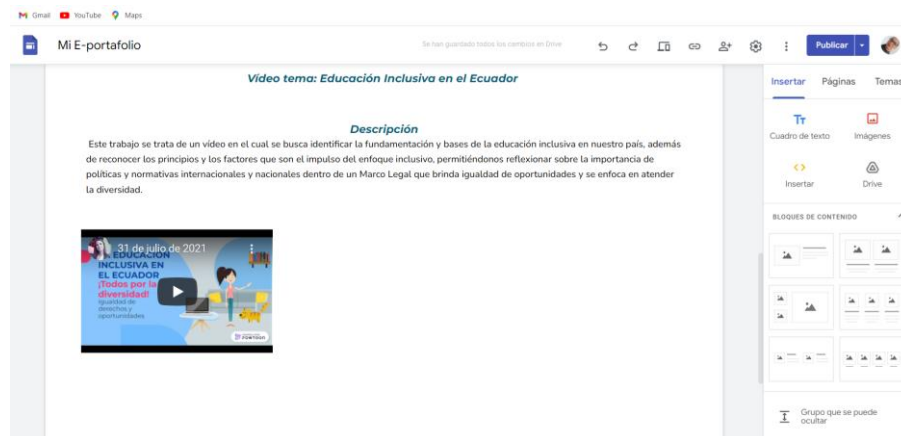 Gmail YouTube Maps
Mi E-portafolio
Se han guardado todos los cambios en Drive
Publicar
Vídeo tema: Educación Inclusiva en el Ecuador
Descripción
Este trabajo se trata de un vídeo en el cual se busca identificar la fundamentación y bases de la educación inclusiva en nuestro país, además
de reconocer los principios y los factores que son el impulso del enfoque inclusivo, permitiéndonos reflexionar sobre la importancia de
políticas y normativas internacionales y nacionales dentro de un Marco Legal que brinda igualdad de oportunidades y se enfoca en atender
la diversidad.
31 de julio de 2021
EDUCACIÓN
INCLUSIVA EN
EL ECUADOR
¡Todos por la
diversidad!
Igualdad de
derechos y
oportunidades
POWTOON
Insertar Páginas Temas
Cuadro de texto Imágenes
Insertar Drive
BLOQUES DE CONTENIDO
Grupo que se puede
ocultar